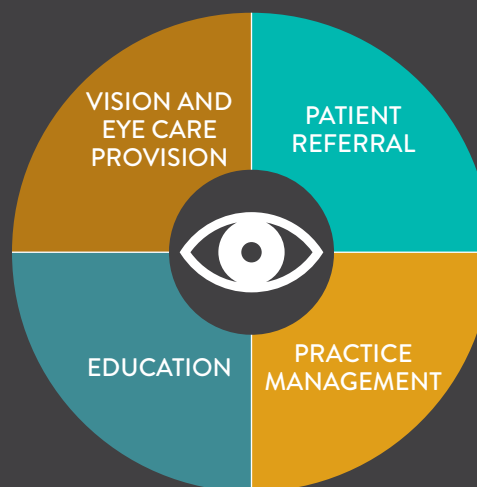 VISION AND
EYE CARE
PROVISION
PATIENT
REFERRAL
EDUCATION
PRACTICE
MANAGEMENT